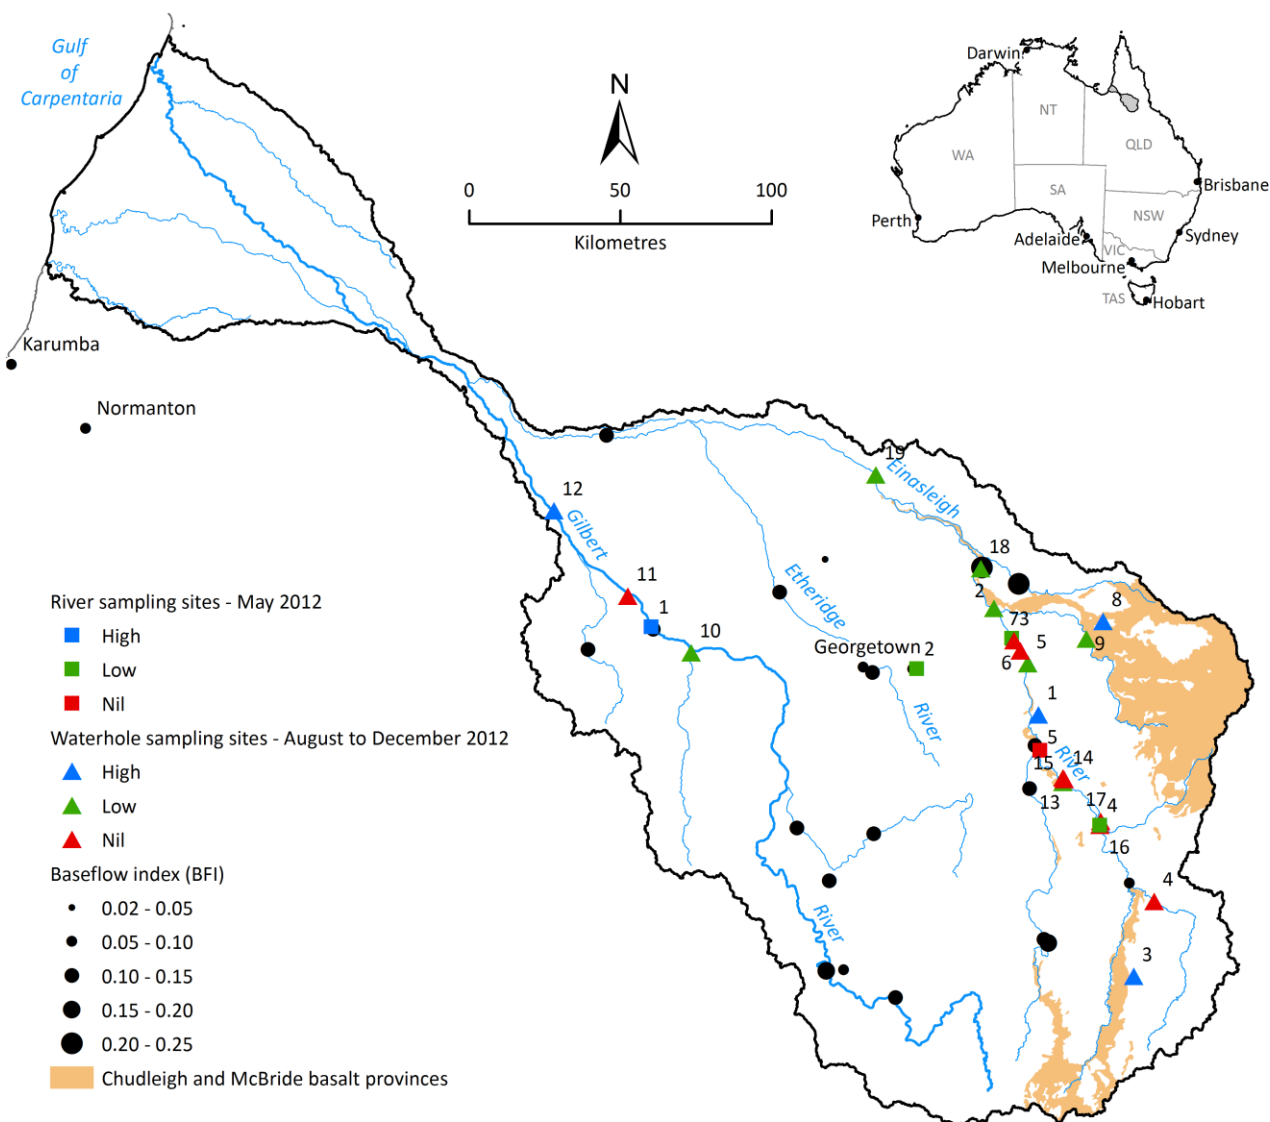 Gulf
of
Carpentaria
N
0 50 100
Kilometres
Darwin
NT
WA
QLD
SA
Brisbane
NSW
Perth
Adelaide
Sydney
VIC
Melbourne
TAS
Hobart
Karumba
Normanton
19
Einasleigh
12
Gilbert
18
11
Etheridge
2
8
1
73
10
5
9
Georgetown 2
6
River
1
5
River
14
15
13
17 4
16
4
River
3
River sampling sites - May 2012
High
Low
Nil
Waterhole sampling sites - August to December 2012
High
Low
Nil
Baseflow index (BFI)
0.02 - 0.05
0.05 - 0.10
0.10 - 0.15
0.15 - 0.20
0.20 - 0.25
Chudleigh and McBride basalt provinces